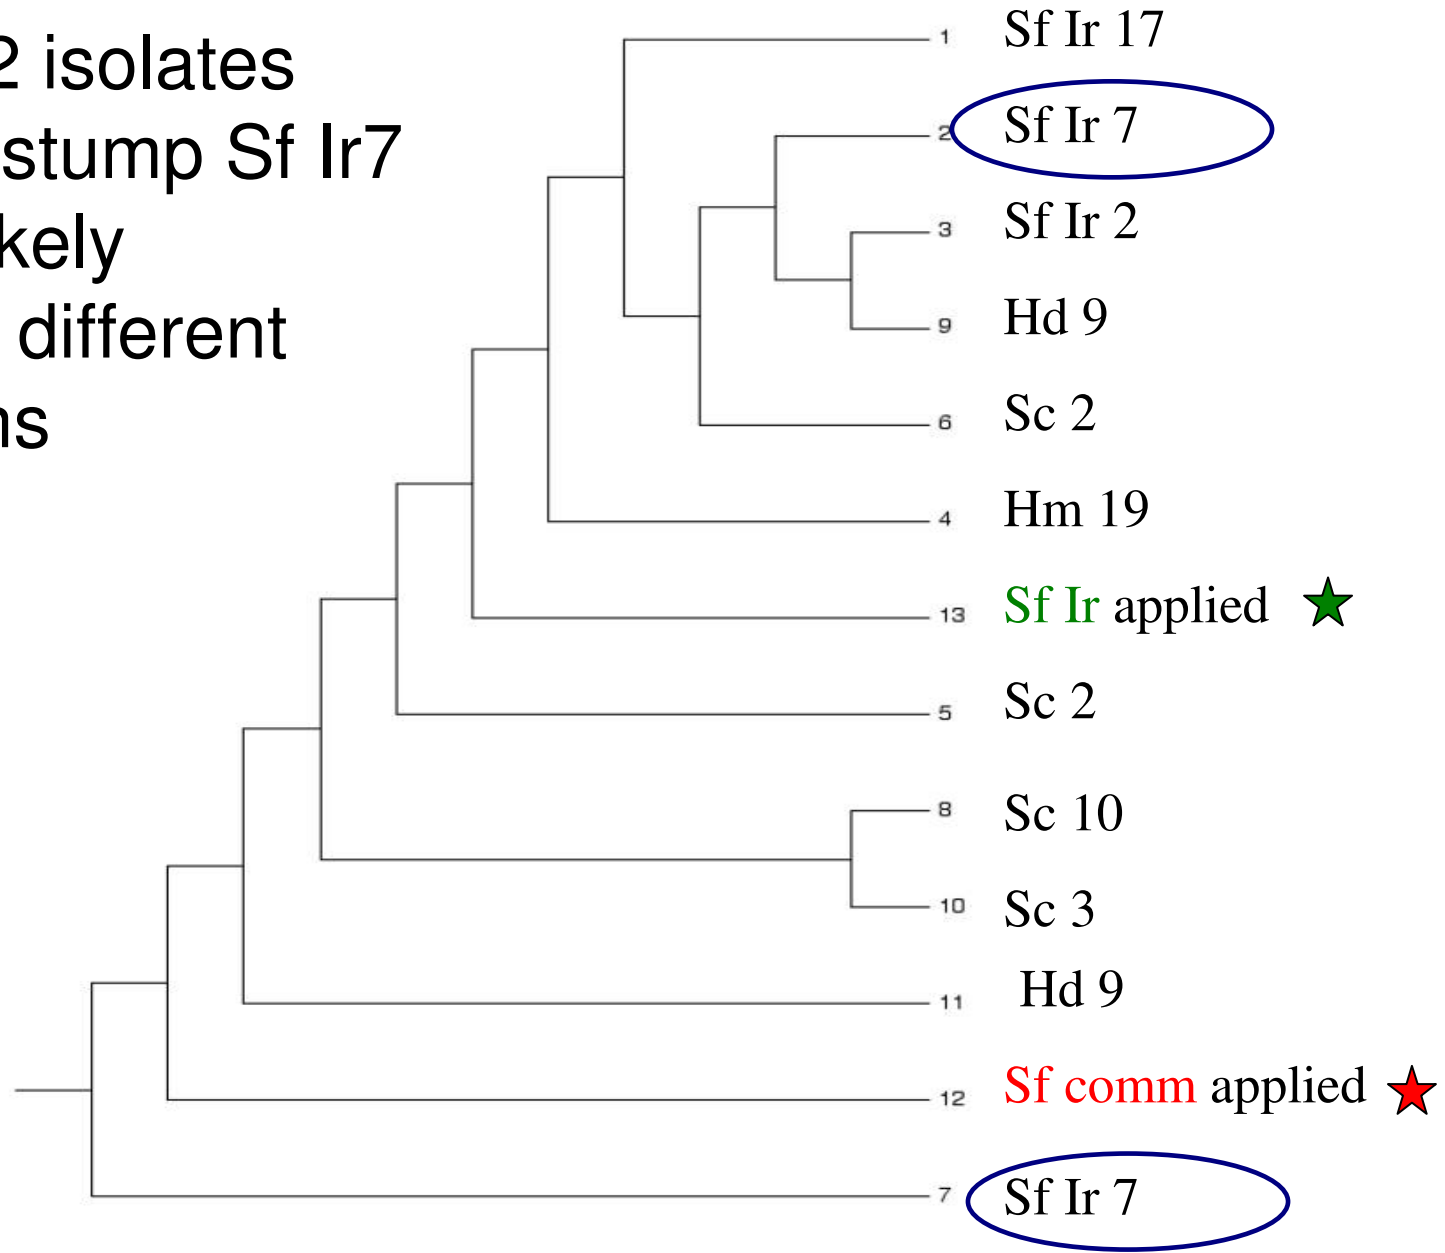 2 isolates
stump Sf Ir7
kely
different
ns
1 Sf Ir 17
2 Sf Ir 7
3 Sf Ir 2
9 Hd 9
6 Sc 2
4 Hm 19
13 Sf Ir applied
5 Sc 2
8 Sc 10
10 Sc 3
11 Hd 9
12 Sf comm applied
7 Sf Ir 7